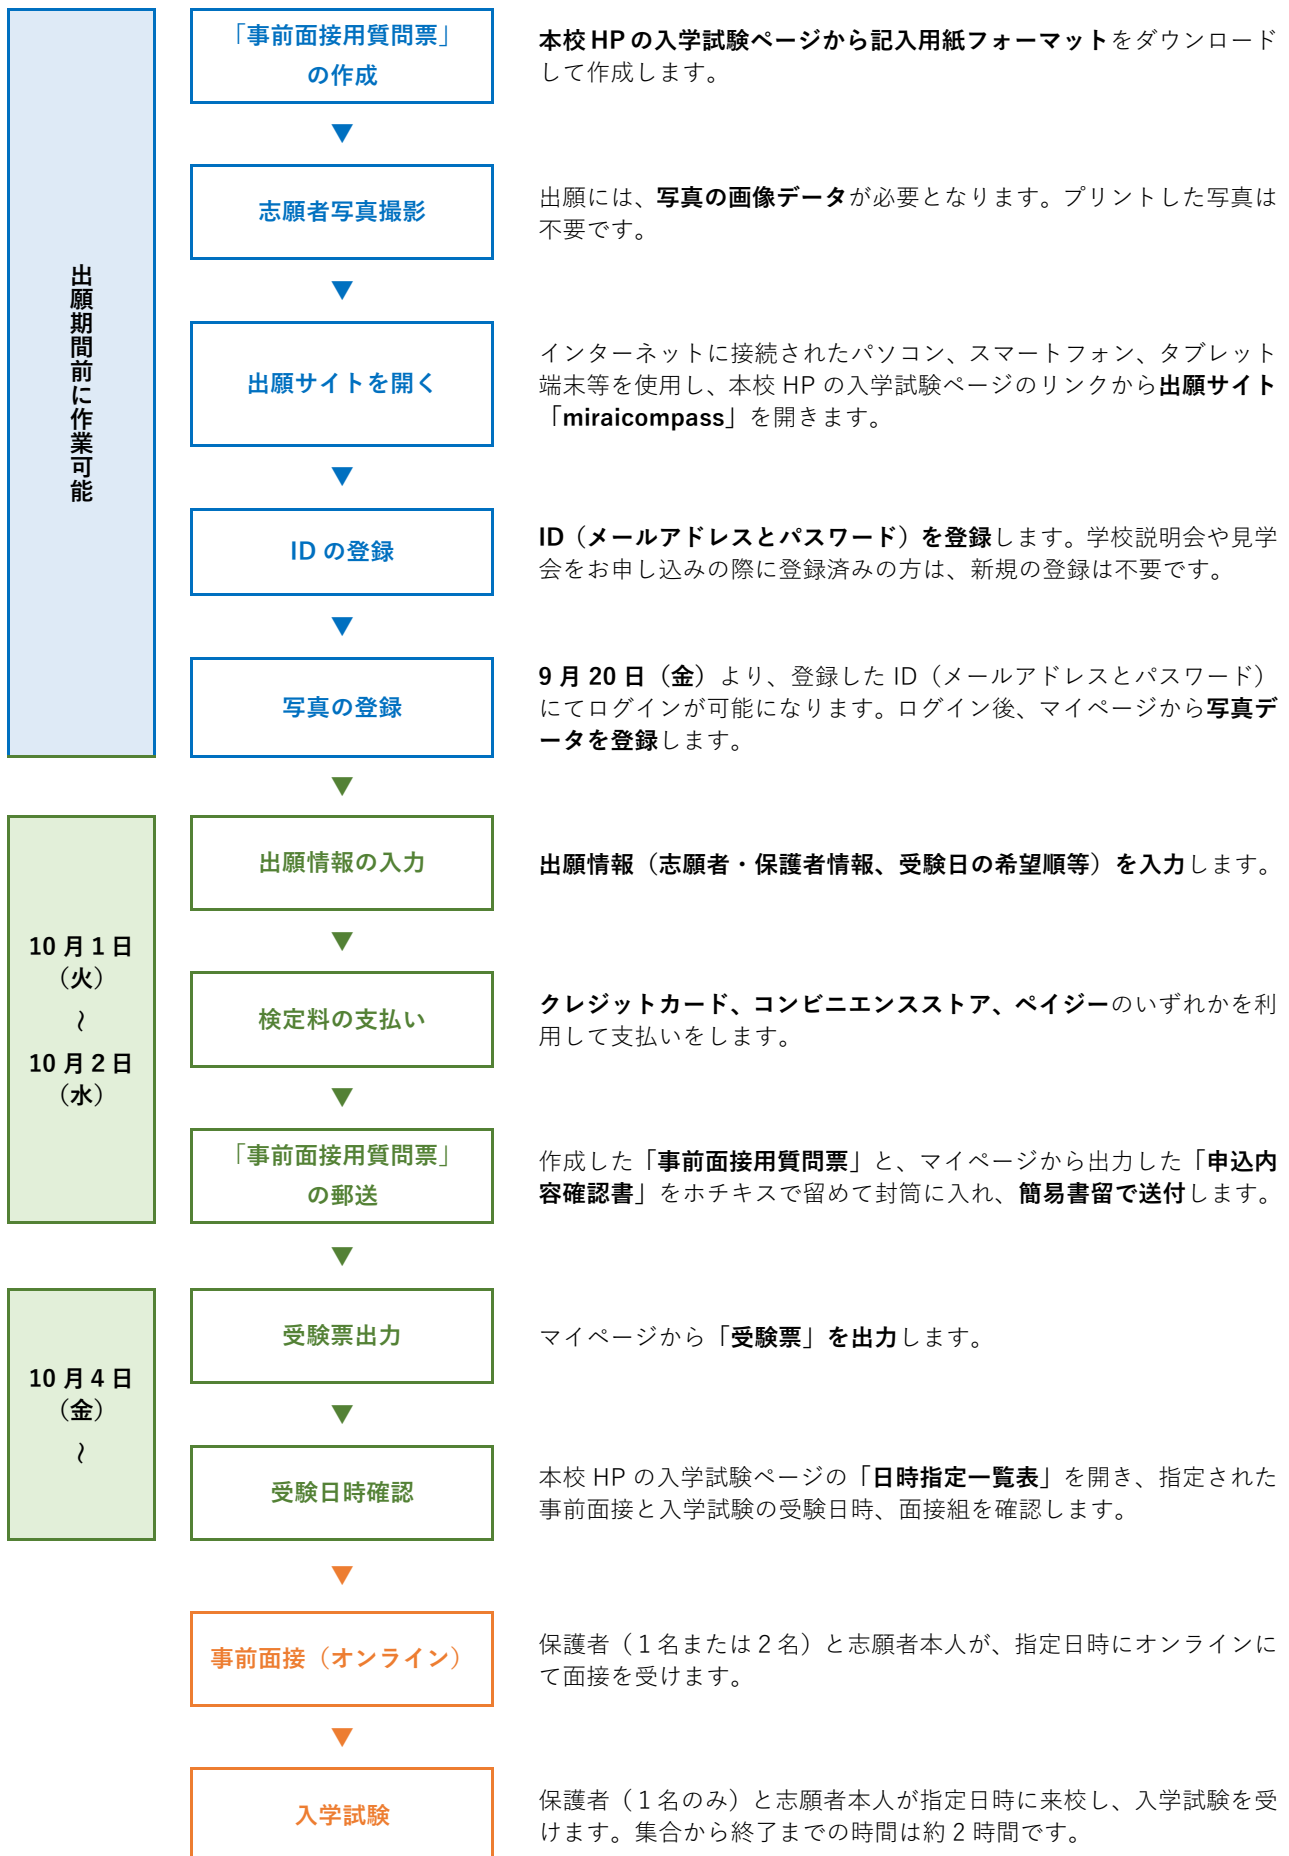 出願期間前に作業可能
「事前面接用質問票」
の作成
本校 HP の入学試験ページから記入用紙フォーマットをダウンロード
して作成します。
▼
志願者写真撮影
出願には、写真の画像データが必要となります。プリントした写真は
不要です。
▼
出願サイトを開く
インターネットに接続されたパソコン、スマートフォン、タブレット
端末等を使用し、本校 HP の入学試験ページのリンクから出願サイト
「miraicompass」を開きます。
▼
ID の登録
ID（メールアドレスとパスワード）を登録します。学校説明会や見学
会をお申し込みの際に登録済みの方は、新規の登録は不要です。
▼
写真の登録
9 月 20 日（金）より、登録した ID（メールアドレスとパスワード）
にてログインが可能になります。ログイン後、マイページから写真デ
ータを登録します。
▼
10 月 1 日
（火）
～
10 月 2 日
（水）
出願情報の入力
出願情報（志願者・保護者情報、受験日の希望順等）を入力します。
▼
検定料の支払い
クレジットカード、コンビニエンスストア、ペイジーのいずれかを利
用して支払いをします。
▼
「事前面接用質問票」
の郵送
作成した「事前面接用質問票」と、マイページから出力した「申込内
容確認書」をホチキスで留めて封筒に入れ、簡易書留で送付します。
▼
10 月 4 日
（金）
～
受験票出力
マイページから「受験票」を出力します。
▼
受験日時確認
本校 HP の入学試験ページの「日時指定一覧表」を開き、指定された
事前面接と入学試験の受験日時、面接組を確認します。
▼
事前面接（オンライン）
保護者（１名または２名）と志願者本人が、指定日時にオンラインに
て面接を受けます。
▼
入学試験
保護者（１名のみ）と志願者本人が指定日時に来校し、入学試験を受
けます。集合から終了までの時間は約 2 時間です。